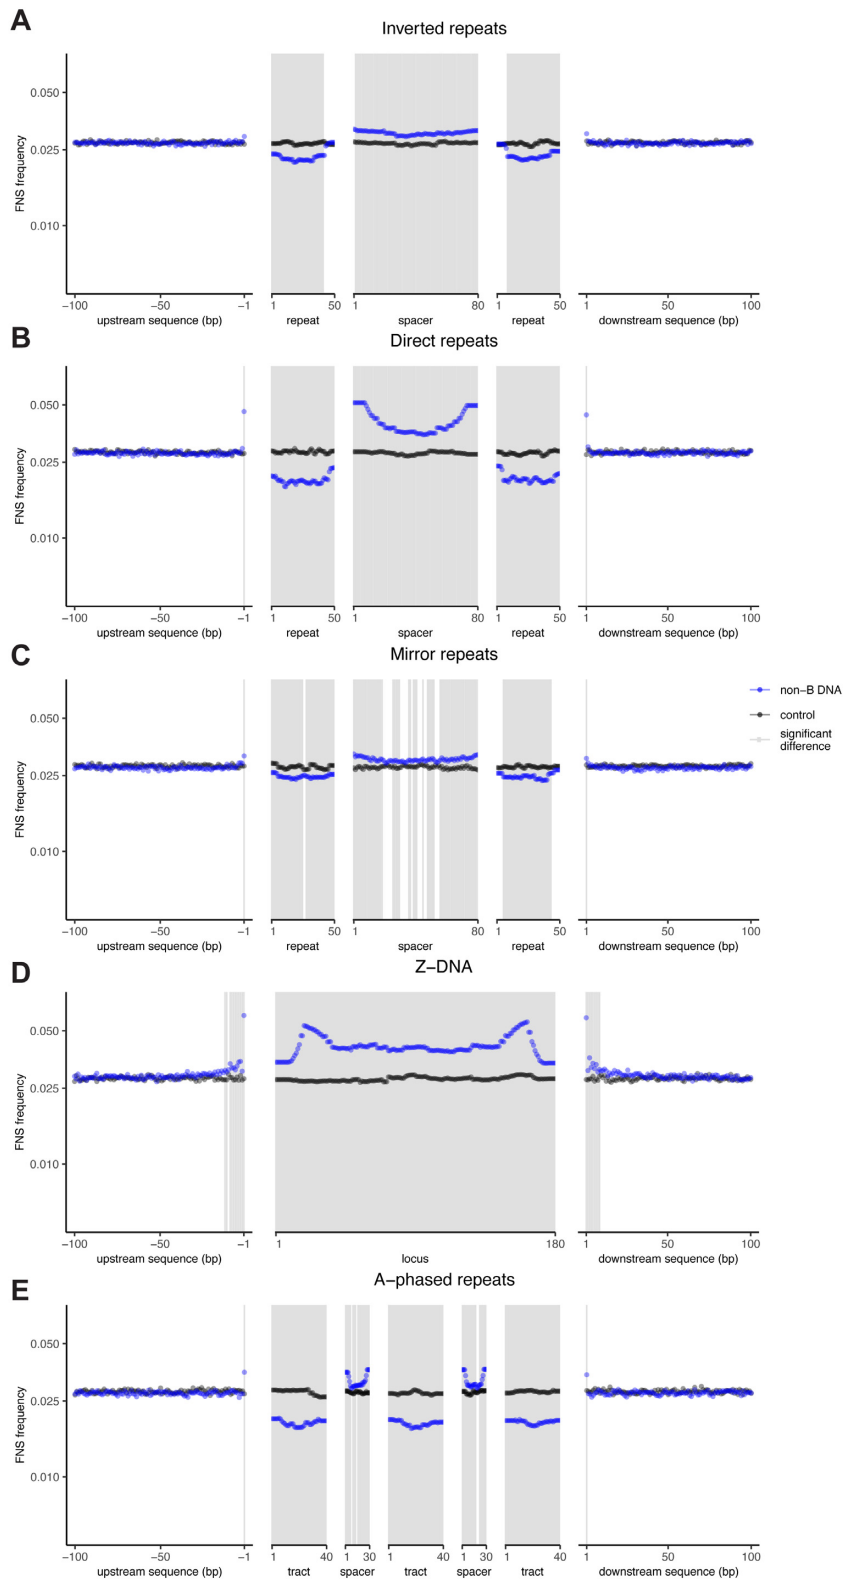 A
Inverted repeats
FNS frequency
0.050
0.025
0.010
−100 −50 −1 1 50 1 80 1 50 1 50 100
upstream sequence (bp) repeat spacer repeat downstream sequence (bp)
B
Direct repeats
FNS frequency
0.050
0.025
0.010
−100 −50 −1 1 50 1 80 1 50 1 50 100
upstream sequence (bp) repeat spacer repeat downstream sequence (bp)
C
Mirror repeats
FNS frequency
0.050
0.025
0.010
−100 −50 −1 1 50 1 80 1 50 1 50 100
upstream sequence (bp) repeat spacer repeat downstream sequence (bp)
non−B DNA
control
significant
difference
D
Z−DNA
FNS frequency
0.050
0.025
0.010
−100 −50 −1 1 180 1 50 100
upstream sequence (bp) locus downstream sequence (bp)
E
A−phased repeats
FNS frequency
0.050
0.025
0.010
−100 −50 −1 1 40 1 30 1 40 1 30 1 40 1 50 100
upstream sequence (bp) tract spacer tract spacer tract downstream sequence (bp)